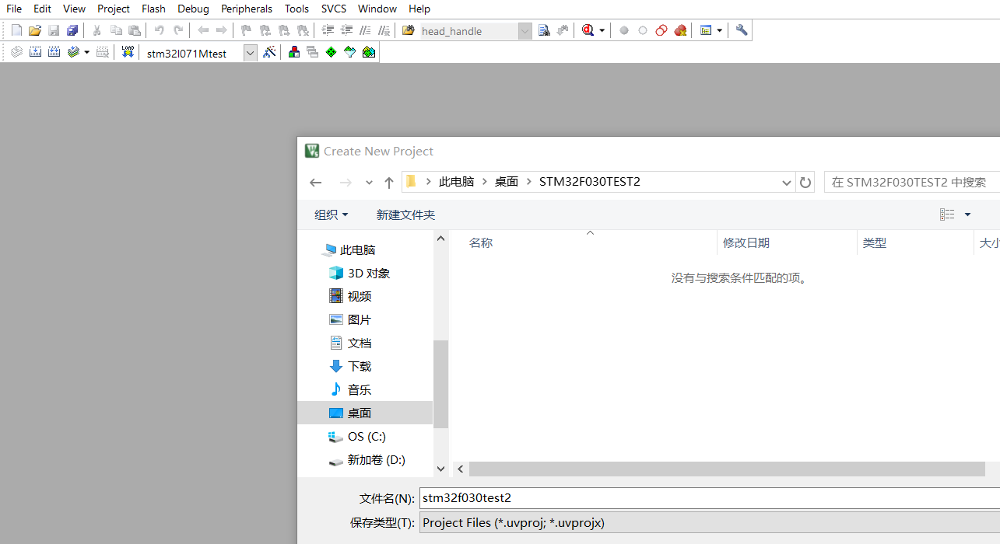 File Edit View Project Flash Debug Peripherals Tools SVCS Window Help
head_handle
LOAD stm32l071Mtest
Create New Project
此电脑 桌面 STM32F030TEST2 在 STM32F030TEST2 中搜索
组织 新建文件夹
名称 修改日期 类型 大小
没有与搜索条件匹配的项。
此电脑
3D 对象
视频
图片
文档
下载
音乐
桌面
OS (C:)
新加卷 (D:)
文件名(N): stm32f030test2
保存类型(T): Project Files (*.uvproj; *.uvprojx)